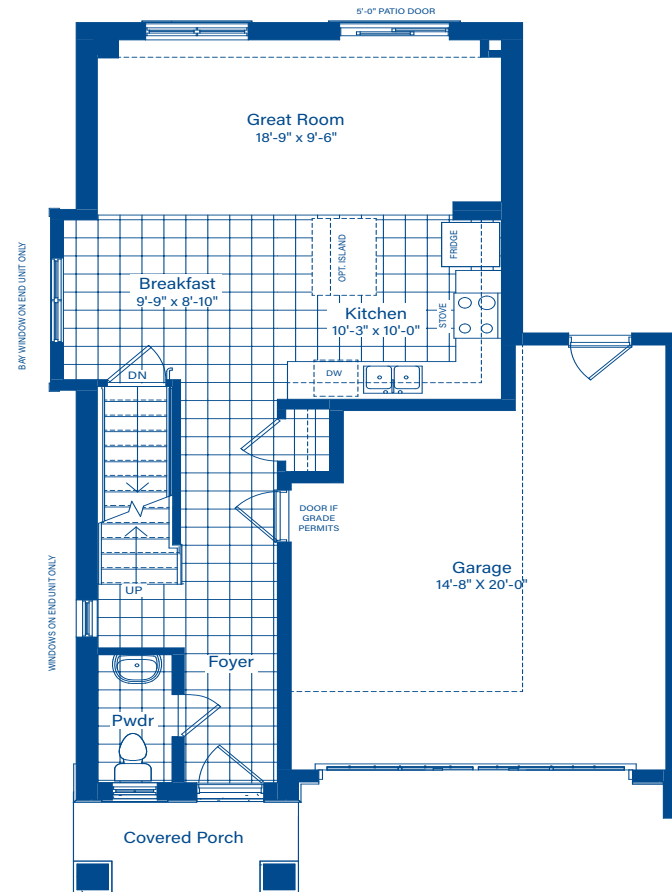 5'-0" PATIO DOOR
Great Room
18'-9" x 9'-6"
BAY WINDOW ON END UNIT ONLY
Breakfast
9'-9" x 8'-10"
OPT. ISLAND
FRIDGE
Kitchen
10'-3" x 10'-0"
STOVE
DW
DN
DOOR IF
GRADE
PERMITS
Garage
14'-8" X 20'-0"
UP
WINDOWS ON END UNIT ONLY
Foyer
Pwdr
Covered Porch